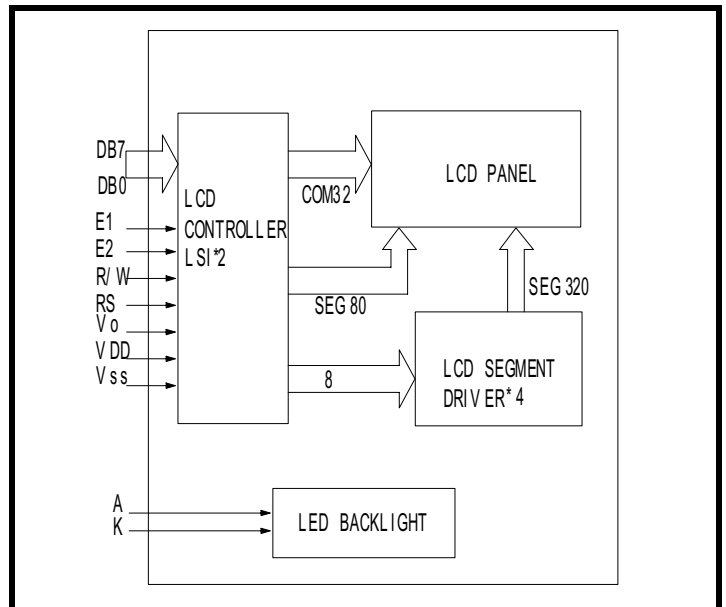 DB7
DB0
E1
E2
R/W
RS
Vo
VDD
Vss
LCD
CONTROLLER
LSI*2
COM32
SEG 80
8
LCD PANEL
SEG 320
LCD SEGMENT
DRIVER*4
A
K
LED BACKLIGHT